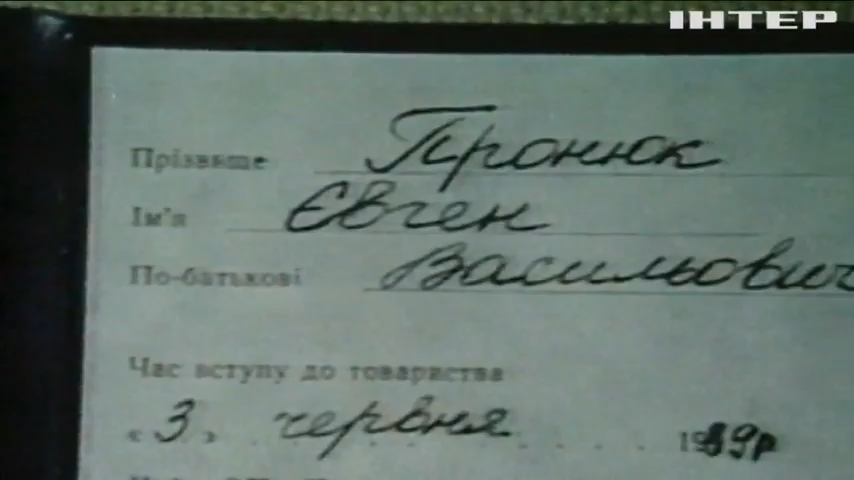 ІНТЕР
Прізвище Пронюк
Ім'я Євген
По-батькові Васильович
Час вступу до товариства
« 3 » червня 1989р